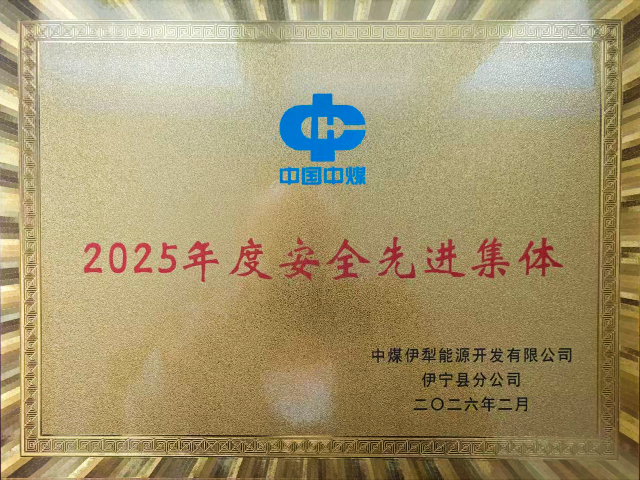 中国中煤
2025年度安全先进集体
中煤伊犁能源开发有限公司
伊宁县分公司
二〇二六年二月